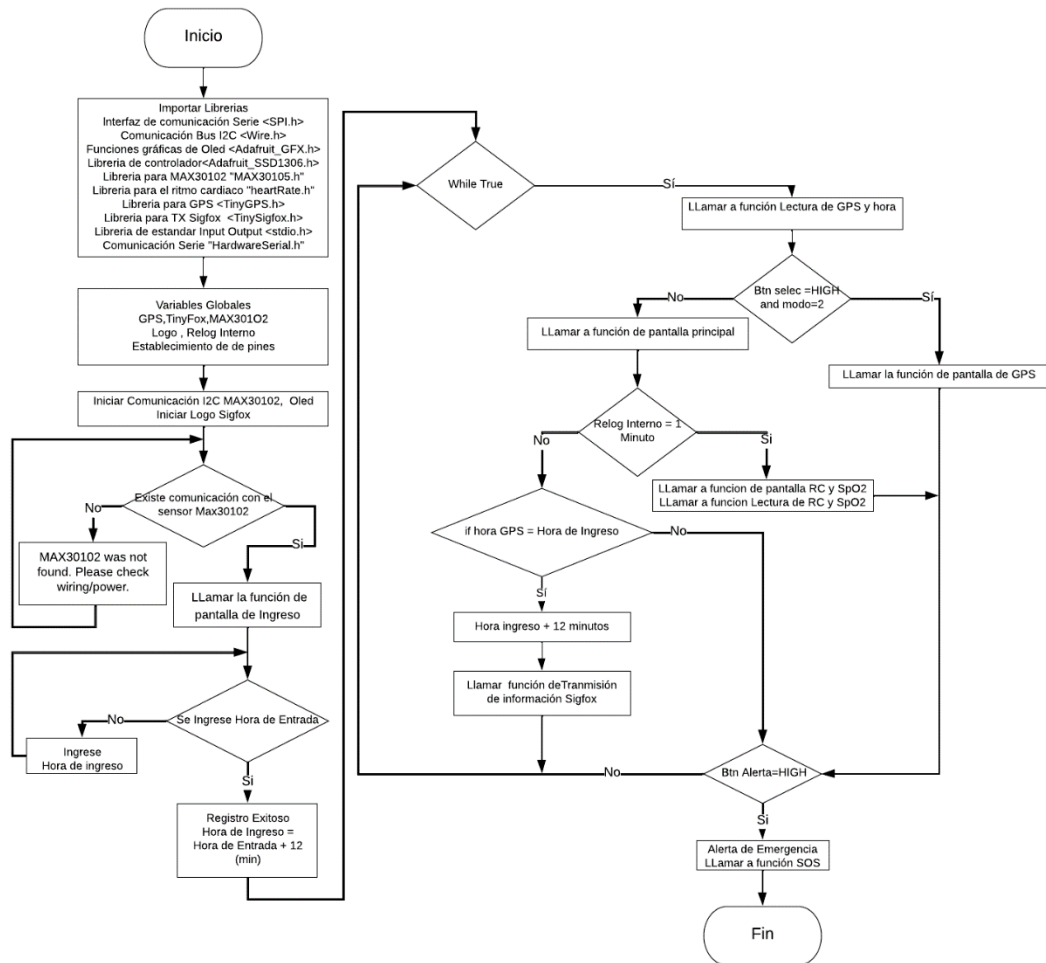 Inicio
Importar Librerias
Interfaz de comunicación Serie <SPI.h>
Comunicación Bus I2C <Wire.h>
Funciones gráficas de Oled <Adafruit_GFX.h>
Libreria de controlador<Adafruit_SSD1306.h>
Libreria para MAX30102 "MAX30105.h"
Libreria para el ritmo cardiaco "heartRate.h"
Libreria para GPS <TinyGPS.h>
Libreria para TX Sigfox <TinySigfox.h>
Libreria de estandar Input Output <stdio.h>
Comunicación Serie "HardwareSerial.h"
Variables Globales
GPS,TinyFox,MAX301O2
Logo , Relog Interno
Establecimiento de de pines
Iniciar Comunicación I2C MAX30102, Oled
Iniciar Logo Sigfox
Existe comunicación con el
sensor Max30102
No
Si
MAX30102 was not
found. Please check
wiring/power.
LLamar la función de
pantalla de Ingreso
Se Ingrese Hora de Entrada
No
Ingrese
Hora de ingreso
Si
Registro Exitoso
Hora de Ingreso =
Hora de Entrada + 12
(min)
While True
Sí
LLamar a función Lectura de GPS y hora
Btn selec =HIGH
and modo=2
No
Sí
LLamar a función de pantalla principal
LLamar la función de pantalla de GPS
Relog Interno = 1
Minuto
No
Si
LLamar a funcion de pantalla RC y SpO2
LLamar a funcion Lectura de RC y SpO2
if hora GPS = Hora de Ingreso
No
Sí
Hora ingreso + 12 minutos
Llamar función deTranmisión
de información Sigfox
Btn Alerta=HIGH
No
Si
Alerta de Emergencia
LLamar a función SOS
Fin